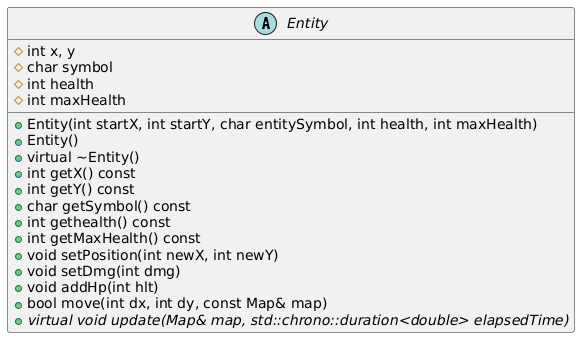 A Entity
int x, y
char symbol
int health
int maxHealth
Entity(int startX, int startY, char entitySymbol, int health, int maxHealth)
Entity()
virtual ~Entity()
int getX() const
int getY() const
char getSymbol() const
int gethealth() const
int getMaxHealth() const
void setPosition(int newX, int newY)
void setDmg(int dmg)
void addHp(int hlt)
bool move(int dx, int dy, const Map& map)
virtual void update(Map& map, std::chrono::duration<double> elapsedTime)